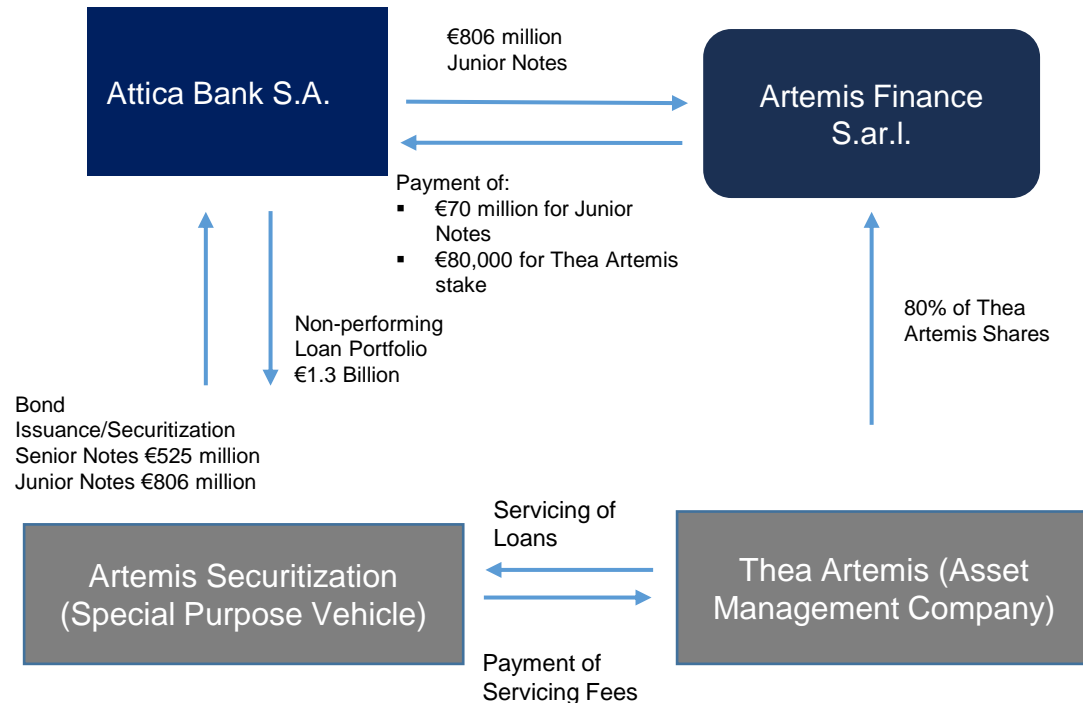 €806 million
Junior Notes
Attica Bank S.A.
Artemis Finance
S.ar.l.
Payment of:
▪ €70 million for Junior
Notes
▪ €80,000 for Thea Artemis
stake
80% of Thea
Artemis Shares
Non-performing
Loan Portfolio
€1.3 Billion
Bond
Issuance/Securitization
Senior Notes €525 million
Junior Notes €806 million
Servicing of
Loans
Artemis Securitization
(Special Purpose Vehicle)
Thea Artemis (Asset
Management Company)
Payment of
Servicing Fees